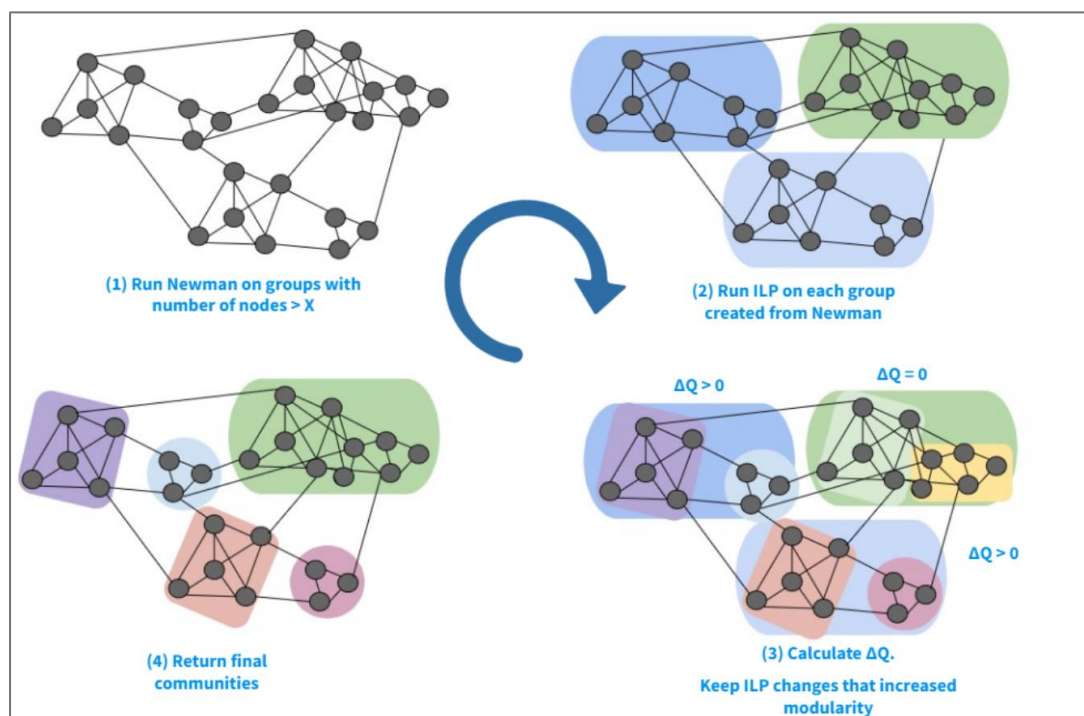 (1) Run Newman on groups with
number of nodes > X
(2) Run ILP on each group
created from Newman
ΔQ > 0
ΔQ = 0
ΔQ > 0
(3) Calculate ΔQ.
Keep ILP changes that increased
modularity
(4) Return final
communities